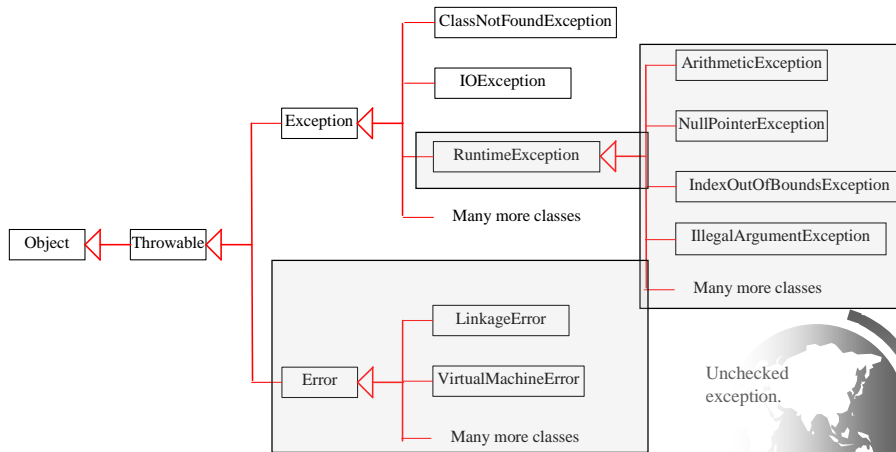 ClassNotFoundException
ArithmeticException
IOException
Exception
NullPointerException
RuntimeException
IndexOutOfBoundsException
Many more classes
Object
Throwable
IllegalArgumentException
Many more classes
LinkageError
Unchecked
exception.
Error
VirtualMachineError
Many more classes